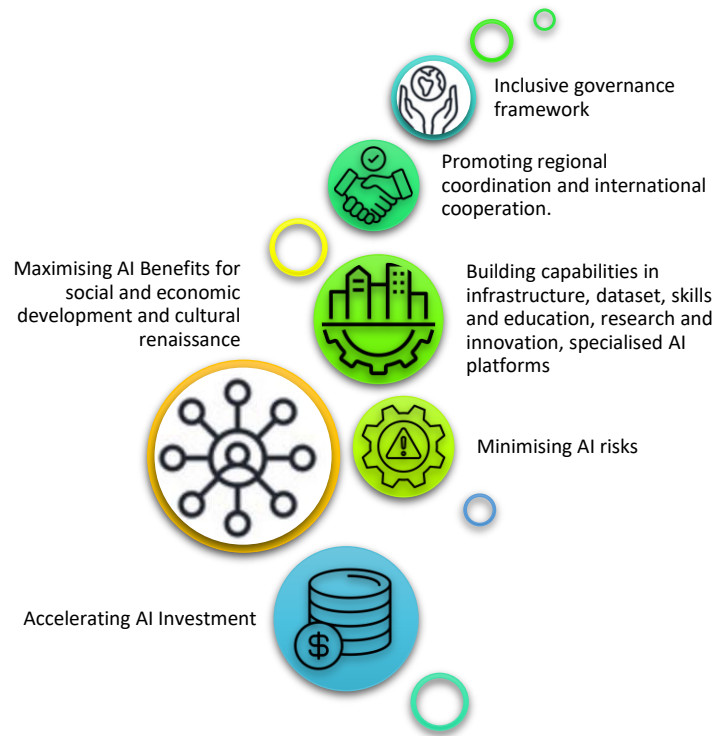 Inclusive governance
framework
Promoting regional
coordination and international
cooperation.
Maximising AI Benefits for
social and economic
development and cultural
renaissance
Building capabilities in
infrastructure, dataset, skills
and education, research and
innovation, specialised AI
platforms
Minimising AI risks
Accelerating AI Investment
$